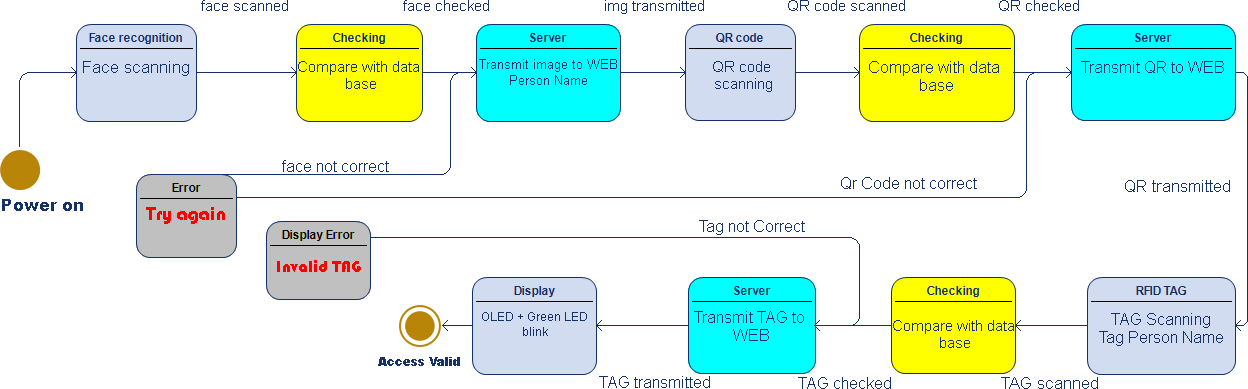 face scanned
face checked
img transmitted
QR code scanned
QR checked
Face recognition
Face scanning
Checking
Compare with data
base
Server
Transmit image to WEB
Person Name
QR code
QR code
scanning
Checking
Compare with data
base
Server
Transmit QR to WEB
Power on
face not correct
Error
Try again
Qr Code not correct
QR transmitted
Display Error
Invalid TAG
Tag not Correct
Display
OLED + Green LED
blink
Server
Transmit TAG to
WEB
Checking
Compare with data
base
RFID TAG
TAG Scanning
Tag Person Name
Access Valid
TAG transmitted
TAG checked
TAG scanned